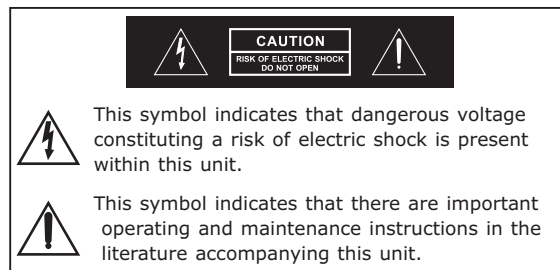 CAUTION
RISK OF ELECTRIC SHOCK
DO NOT OPEN
This symbol indicates that dangerous voltage
constituting a risk of electric shock is present
within this unit.
This symbol indicates that there are important
operating and maintenance instructions in the
literature accompanying this unit.